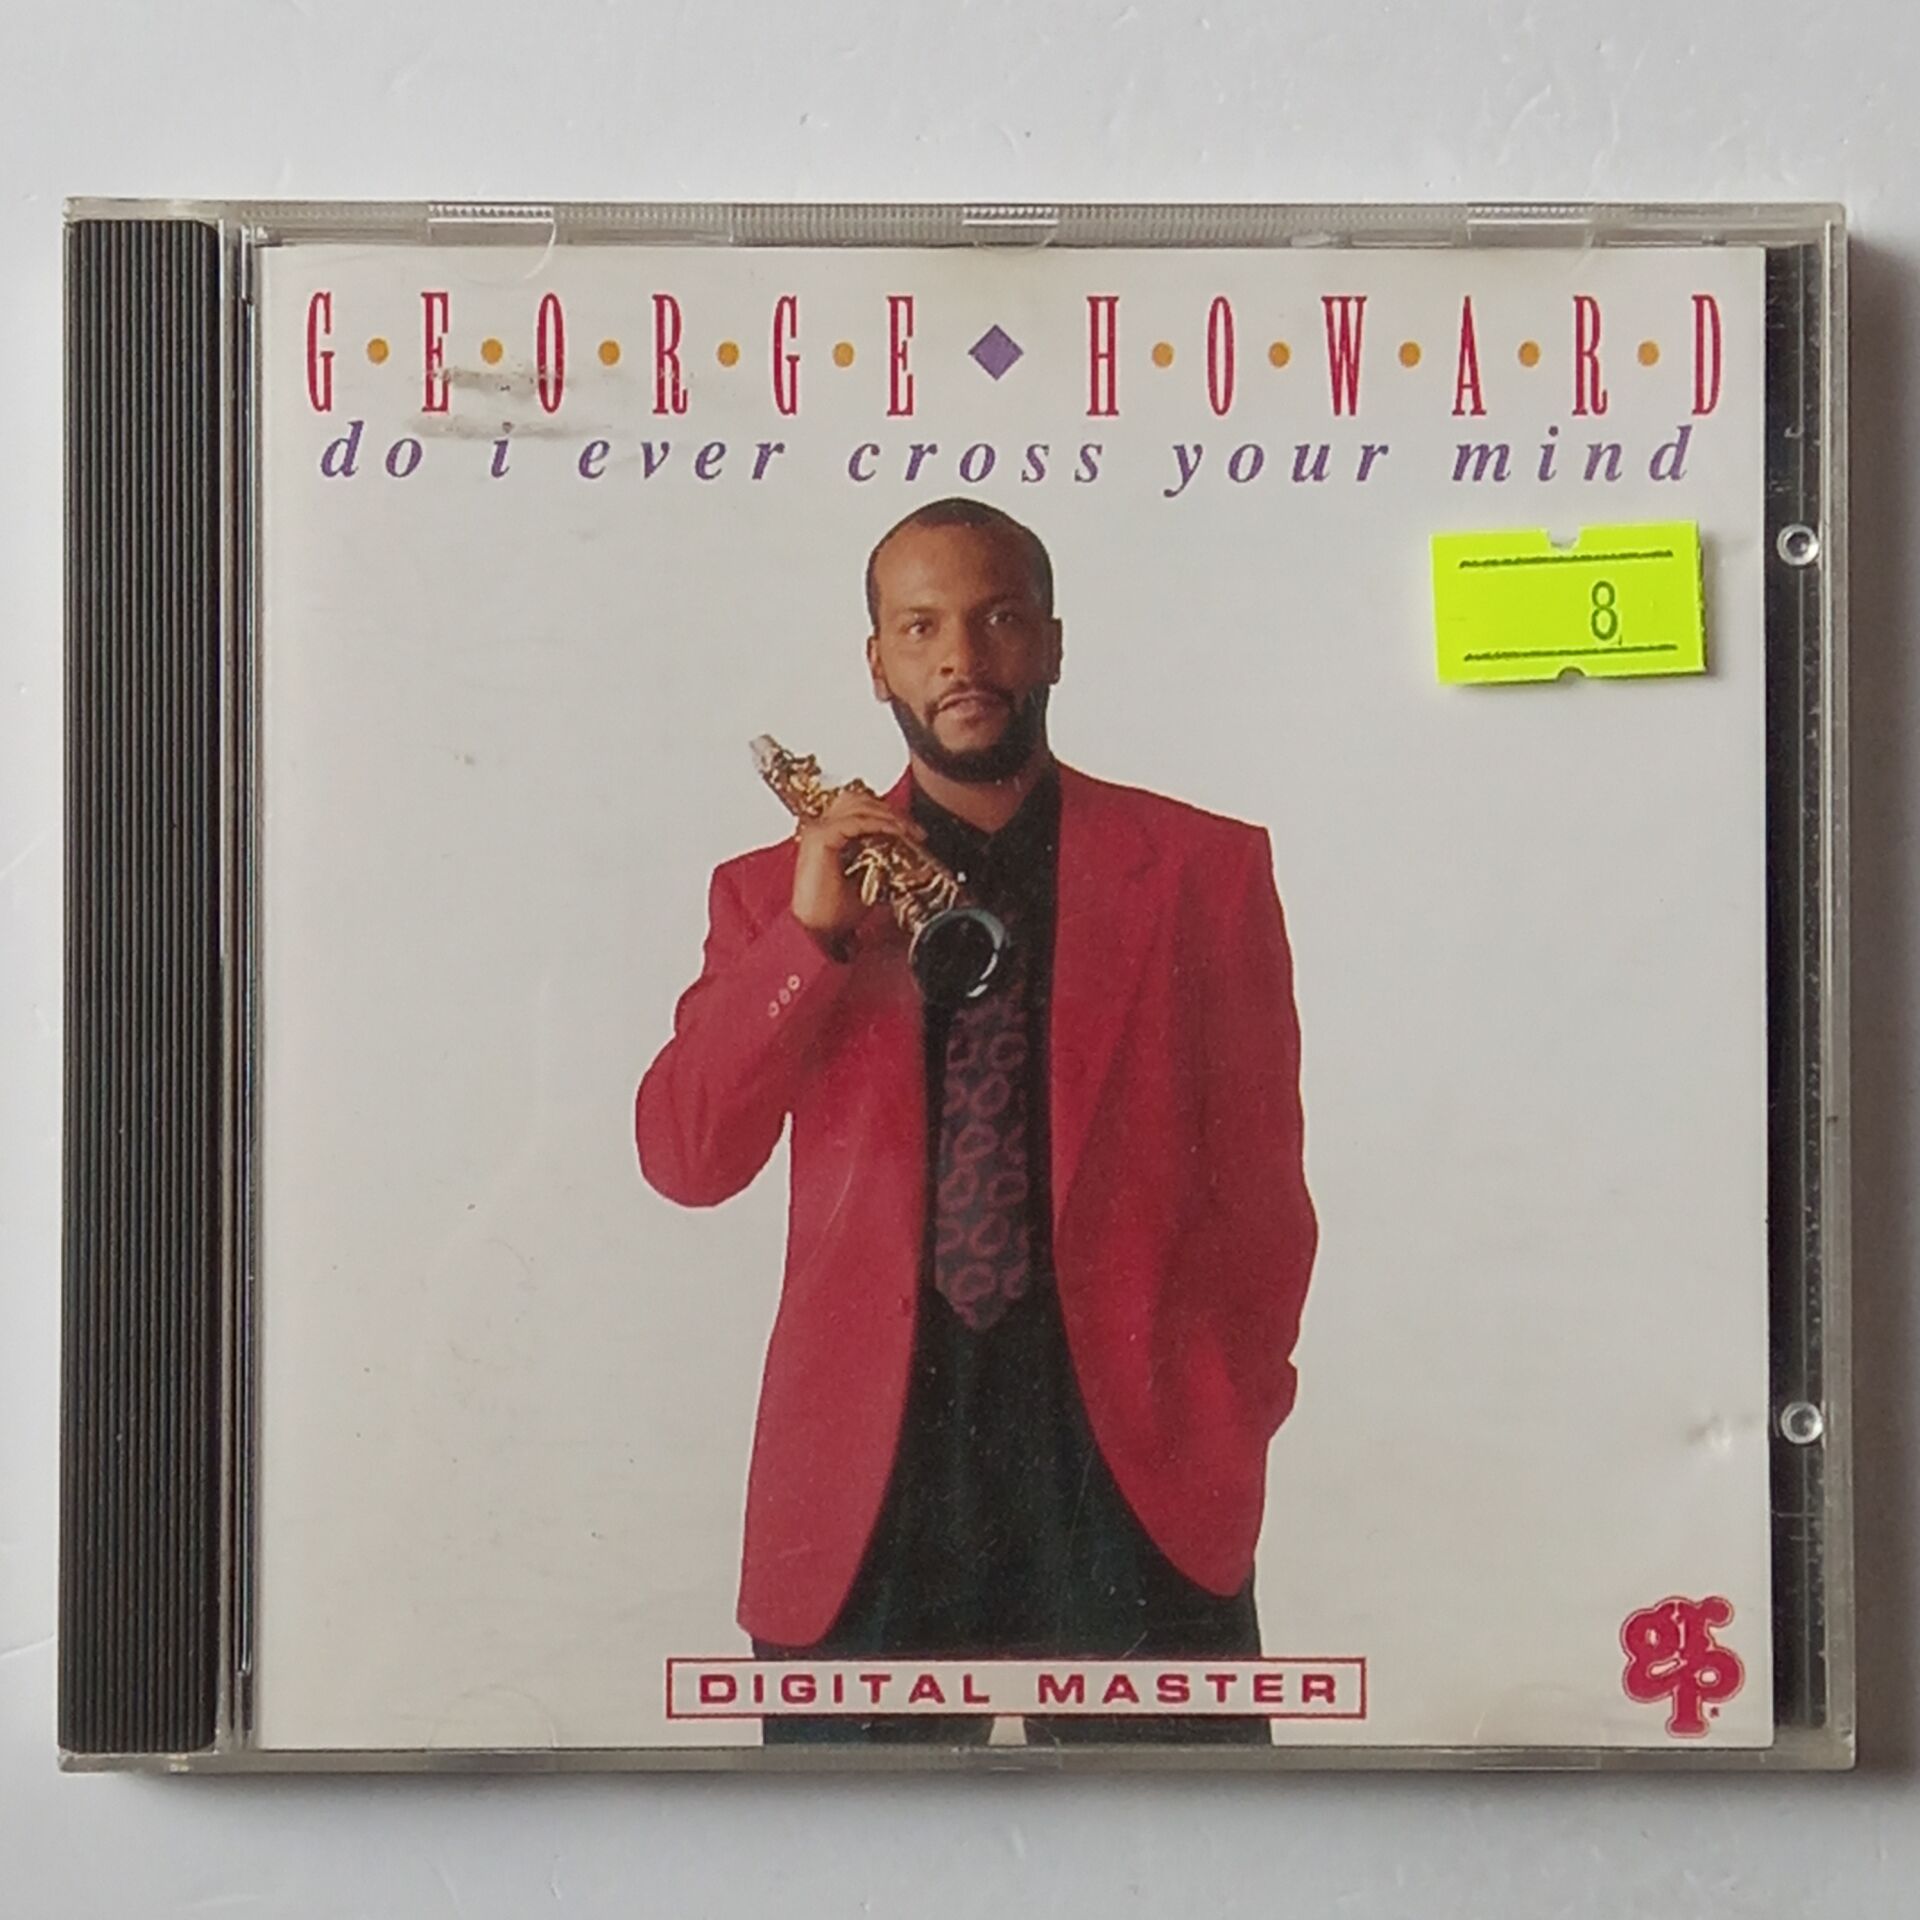 G•E•O•R•G•E◆H•O•W•A•R•D
do i ever cross your mind
8
DIGITAL MASTER
grp